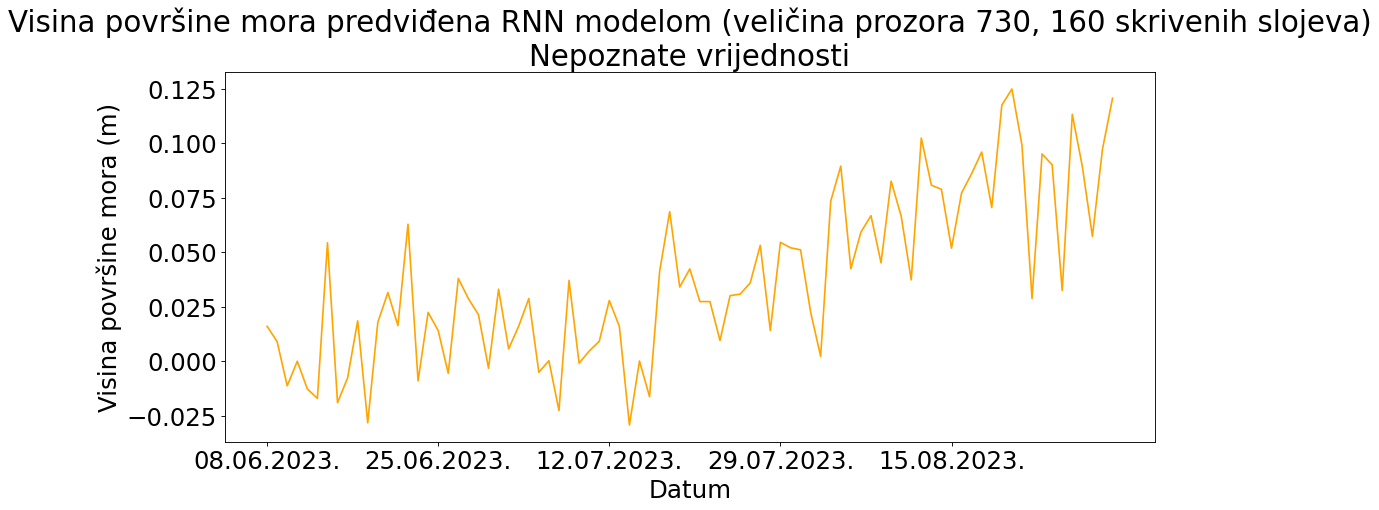 Visina površine mora predviđena RNN modelom (veličina prozora 730, 160 skrivenih slojeva)
Nepoznate vrijednosti
Visina površine mora (m)
0.125
0.100
0.075
0.050
0.025
0.000
−0.025
08.06.2023. 25.06.2023. 12.07.2023. 29.07.2023. 15.08.2023.
Datum